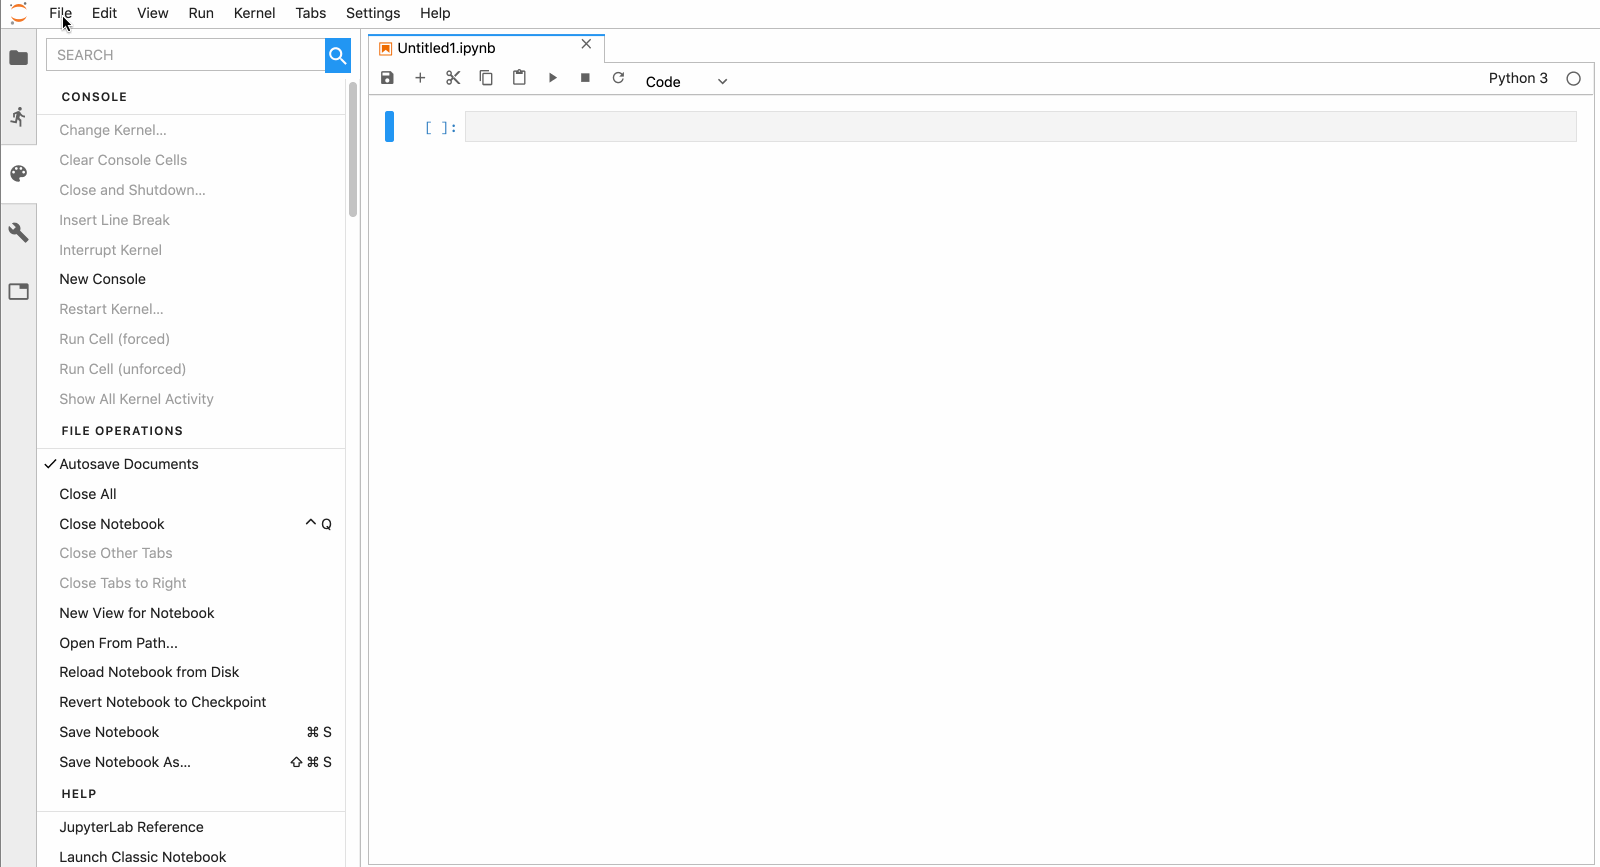 File Edit View Run Kernel Tabs Settings Help
SEARCH
CONSOLE
Change Kernel...
Clear Console Cells
Close and Shutdown...
Insert Line Break
Interrupt Kernel
New Console
Restart Kernel...
Run Cell (forced)
Run Cell (unforced)
Show All Kernel Activity
FILE OPERATIONS
Autosave Documents
Close All
Close Notebook ^ Q
Close Other Tabs
Close Tabs to Right
New View for Notebook
Open From Path...
Reload Notebook from Disk
Revert Notebook to Checkpoint
Save Notebook ⌘ S
Save Notebook As... ⇧ ⌘ S
HELP
JupyterLab Reference
Launch Classic Notebook
Untitled1.ipynb
Code
Python 3
[ ]: